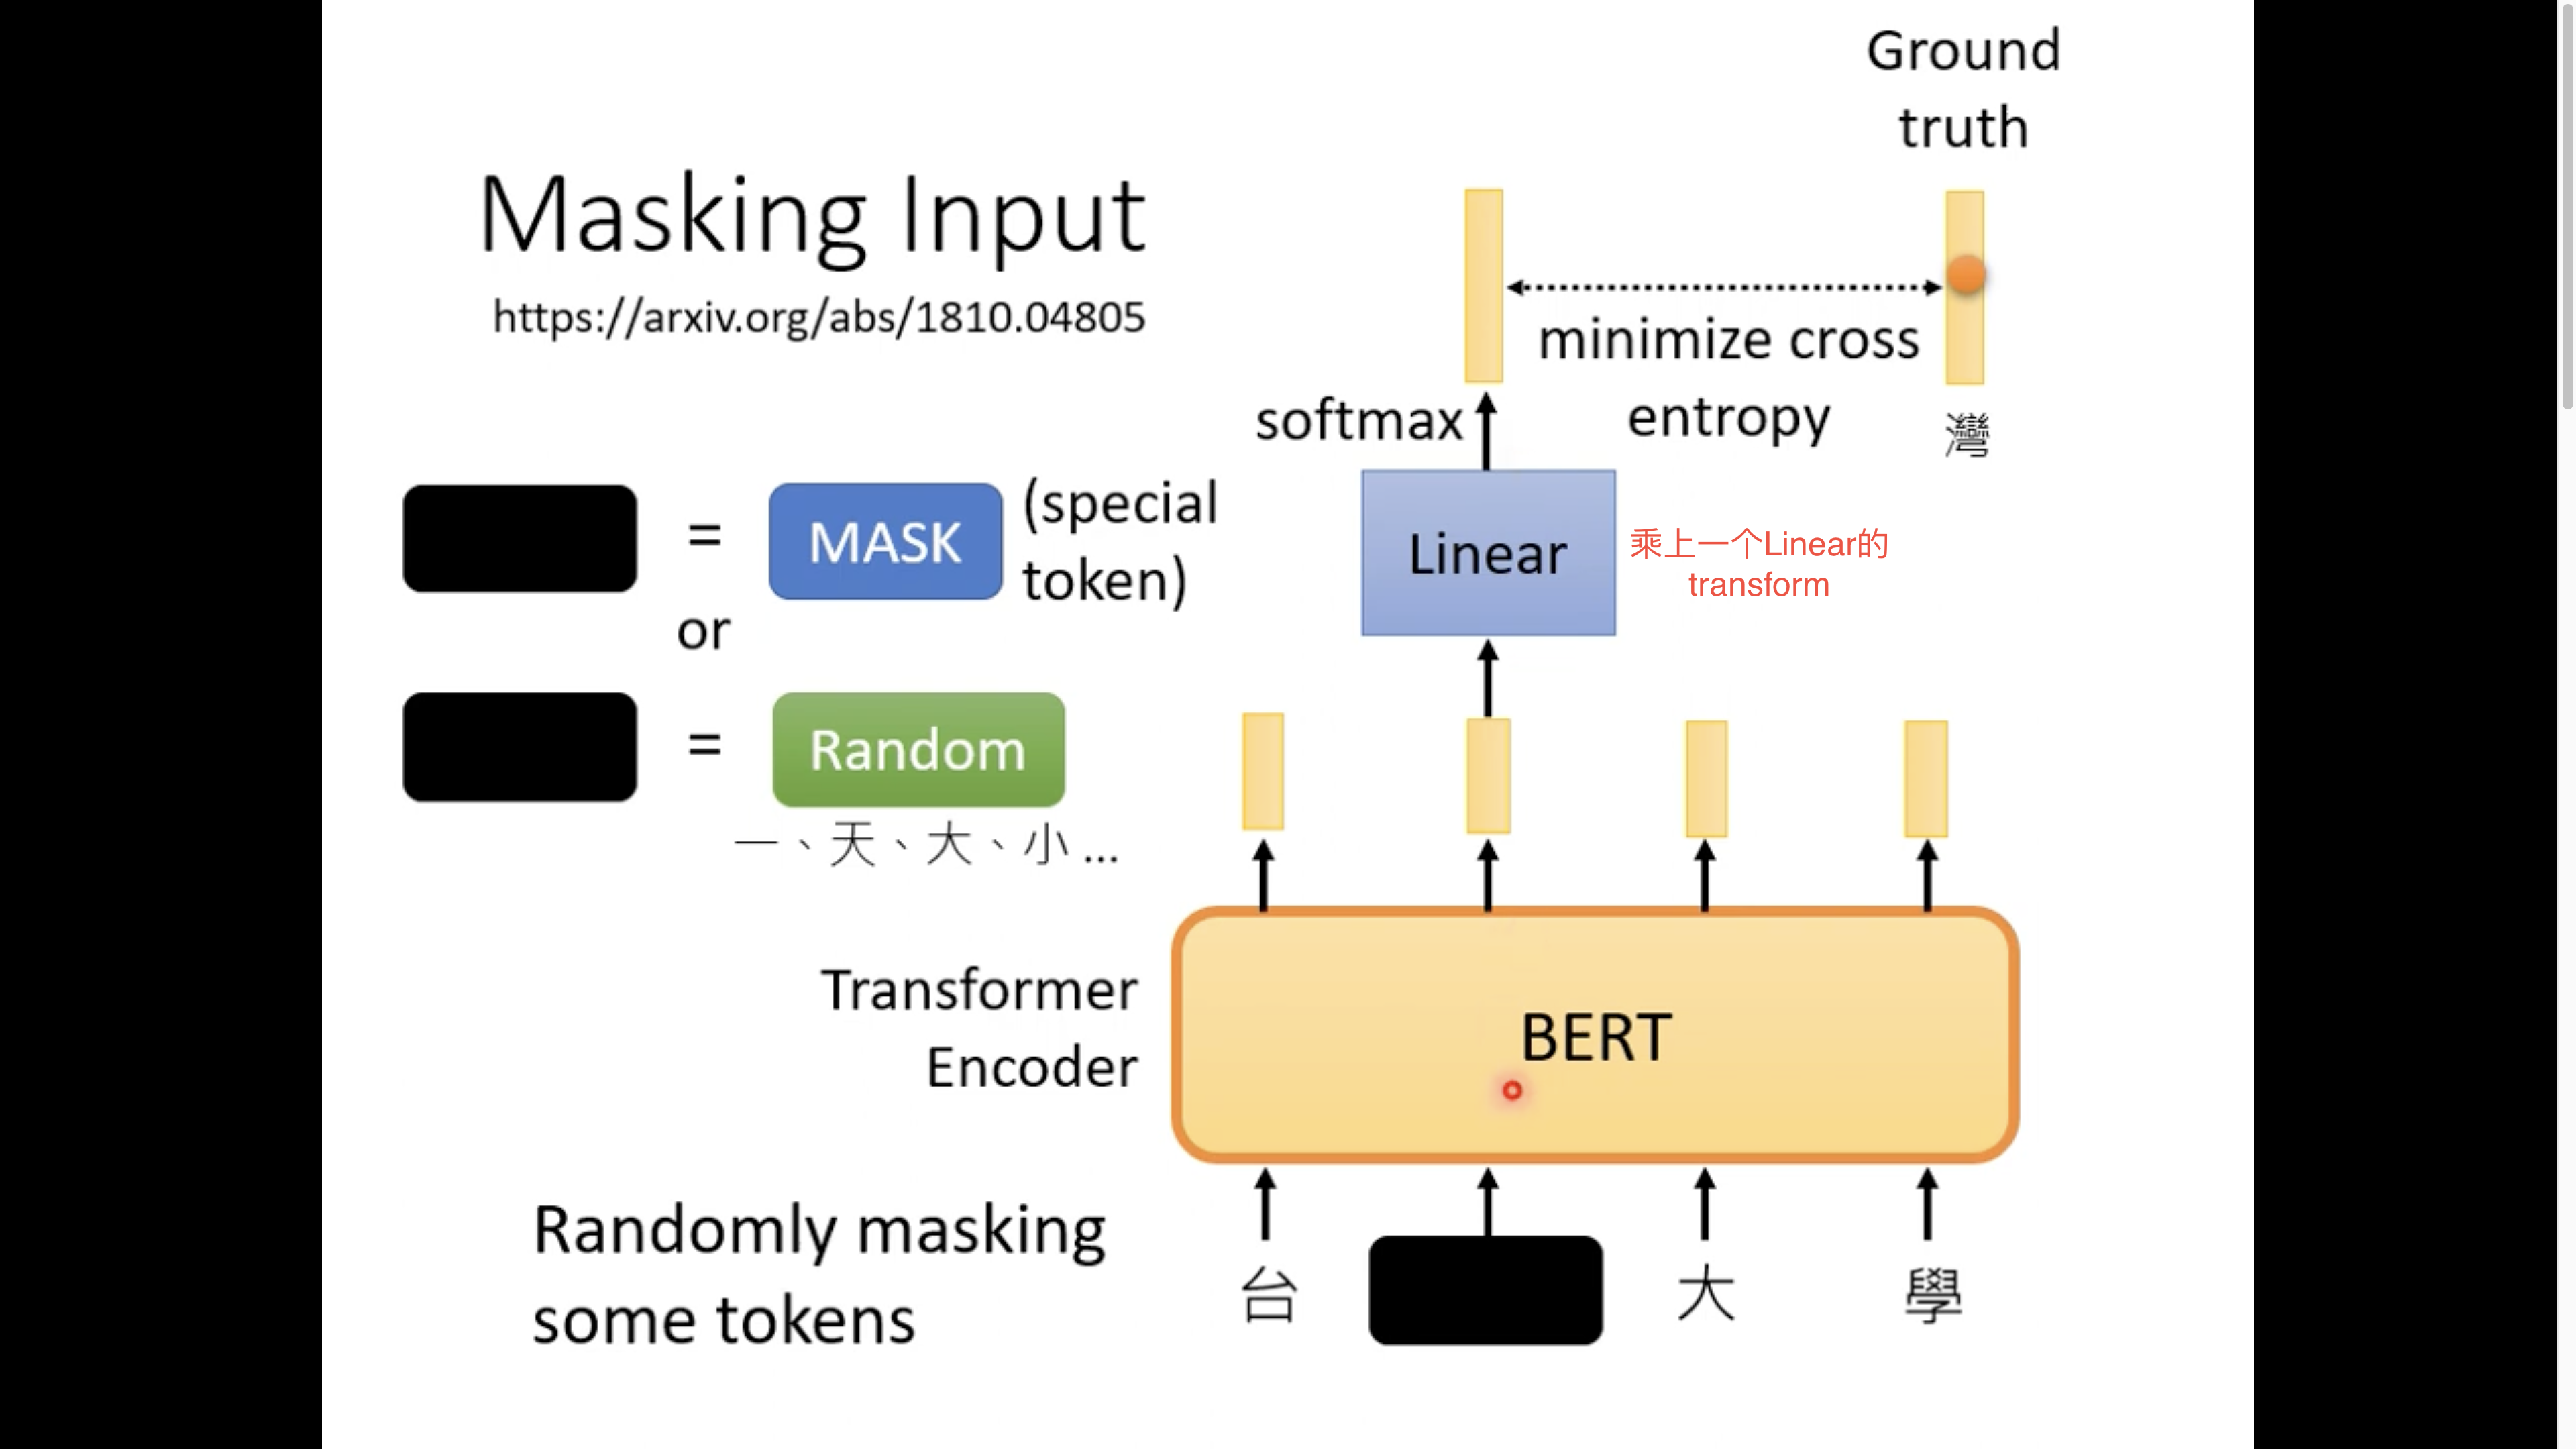 Ground
truth
Masking Input
https://arxiv.org/abs/1810.04805
minimize cross
entropy
softmax
灣
= MASK (special
token)
or
Linear
乘上一个Linear的
transform
= Random
一、天、大、小 ...
Transformer
Encoder
BERT
Randomly masking
some tokens
台 大 學